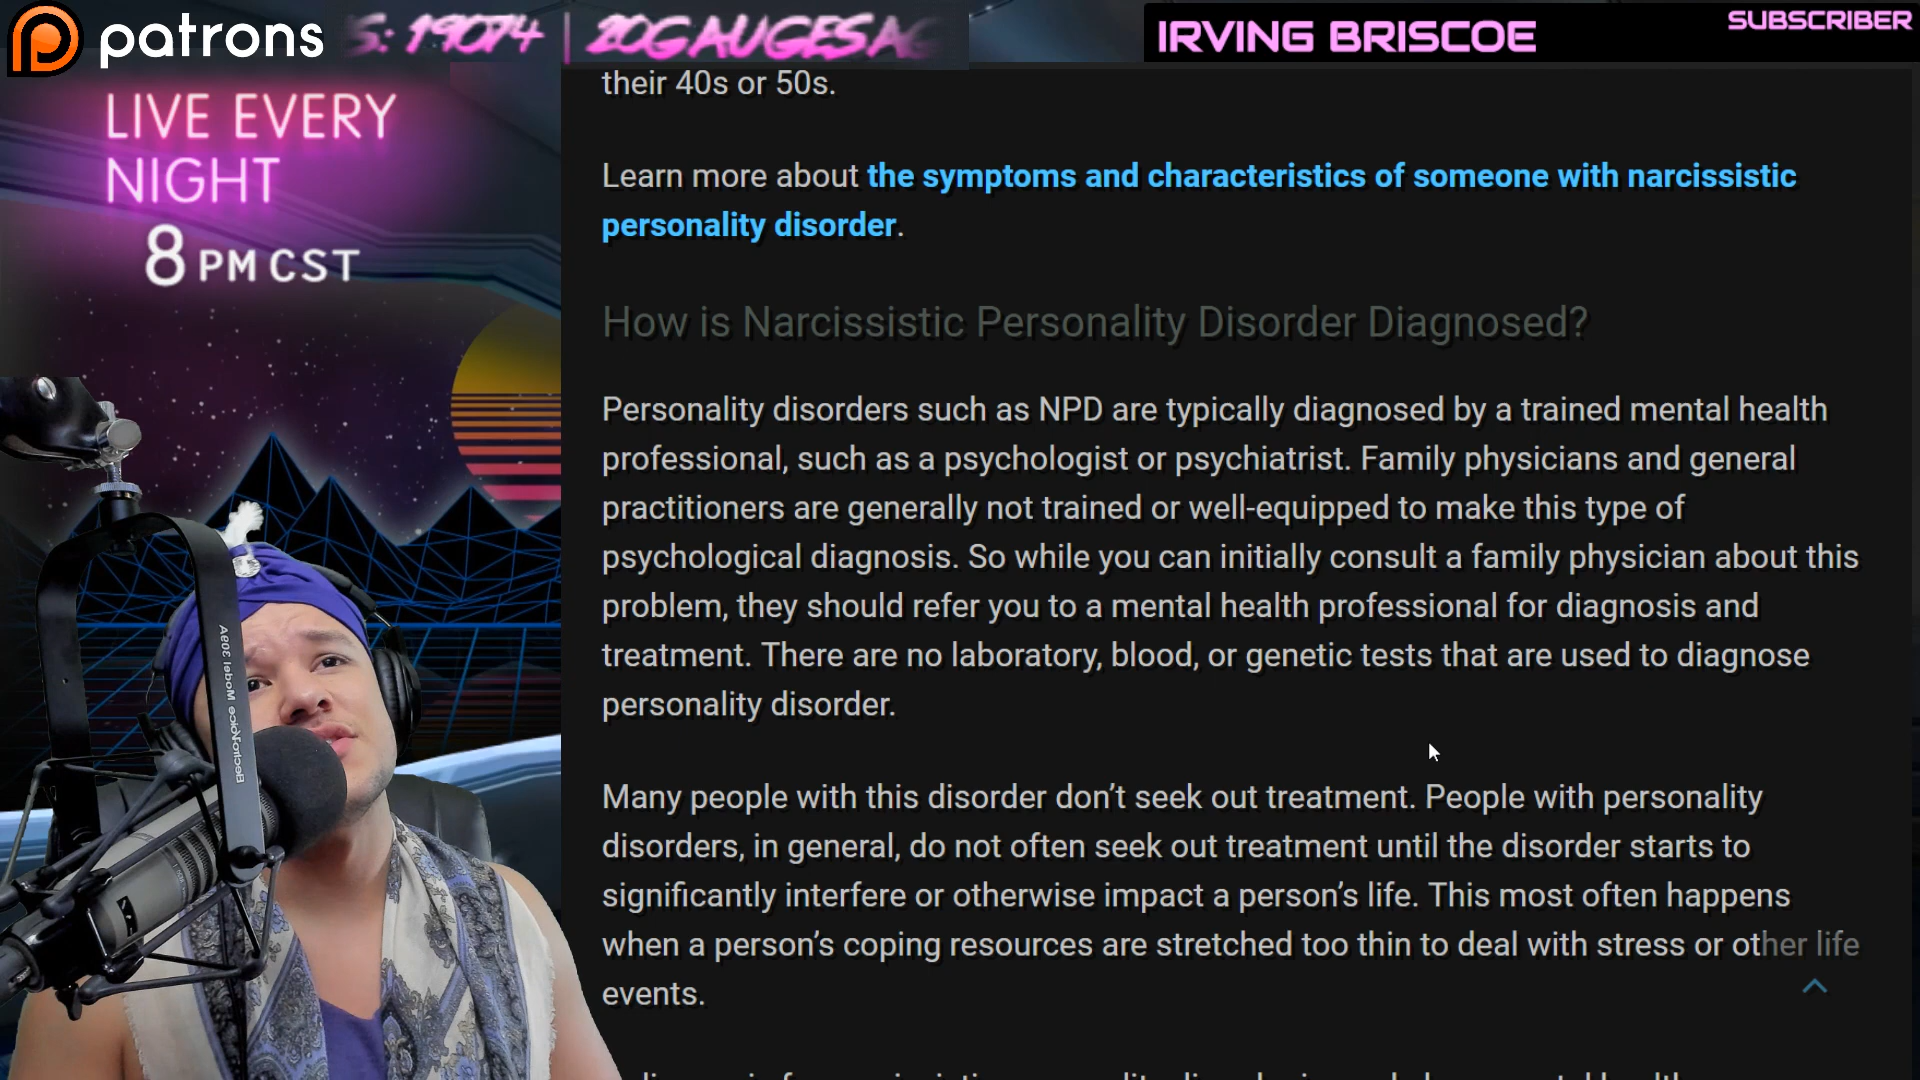 patrons
S: 19074 | 20GAUGESAG
IRVING BRISCOE
SUBSCRIBER
LIVE EVERY
NIGHT
8 PM CST
their 40s or 50s.
Learn more about the symptoms and characteristics of someone with narcissistic
personality disorder.
How is Narcissistic Personality Disorder Diagnosed?
Personality disorders such as NPD are typically diagnosed by a trained mental health
professional, such as a psychologist or psychiatrist. Family physicians and general
practitioners are generally not trained or well-equipped to make this type of
psychological diagnosis. So while you can initially consult a family physician about this
problem, they should refer you to a mental health professional for diagnosis and
treatment. There are no laboratory, blood, or genetic tests that are used to diagnose
personality disorder.
Many people with this disorder don’t seek out treatment. People with personality
disorders, in general, do not often seek out treatment until the disorder starts to
significantly interfere or otherwise impact a person’s life. This most often happens
when a person’s coping resources are stretched too thin to deal with stress or other life
events.
ElectroVoice Model 309A